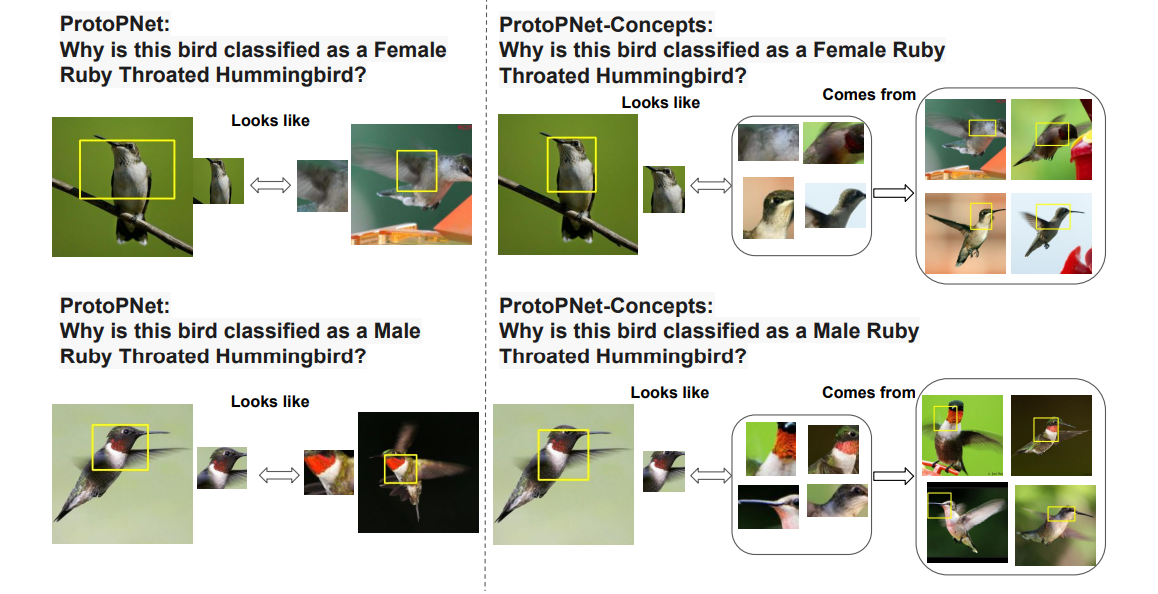 ProtoPNet:
Why is this bird classified as a Female
Ruby Throated Hummingbird?
Looks like
ProtoPNet-Concepts:
Why is this bird classified as a Female Ruby
Throated Hummingbird?
Looks like
Comes from
ProtoPNet:
Why is this bird classified as a Male
Ruby Throated Hummingbird?
Looks like
ProtoPNet-Concepts:
Why is this bird classified as a Male Ruby
Throated Hummingbird?
Looks like
Comes from